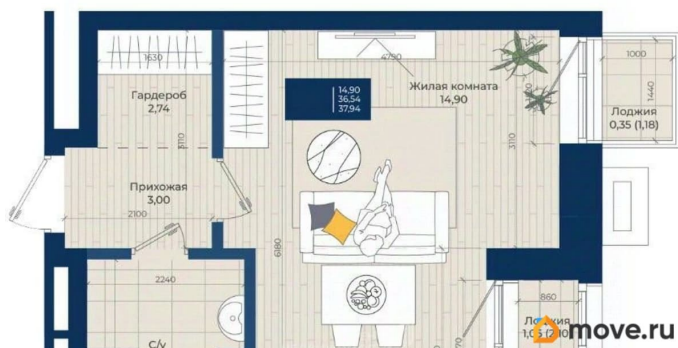 1630
4790
1000
Гардероб
2,74
14.90
36.54
37.94
Жилая комната
14,90
1440
Лоджия
0,35 (1,18)
3110
3110
Прихожая
3,00
2100
6180
2240
860
С/у
move.ru